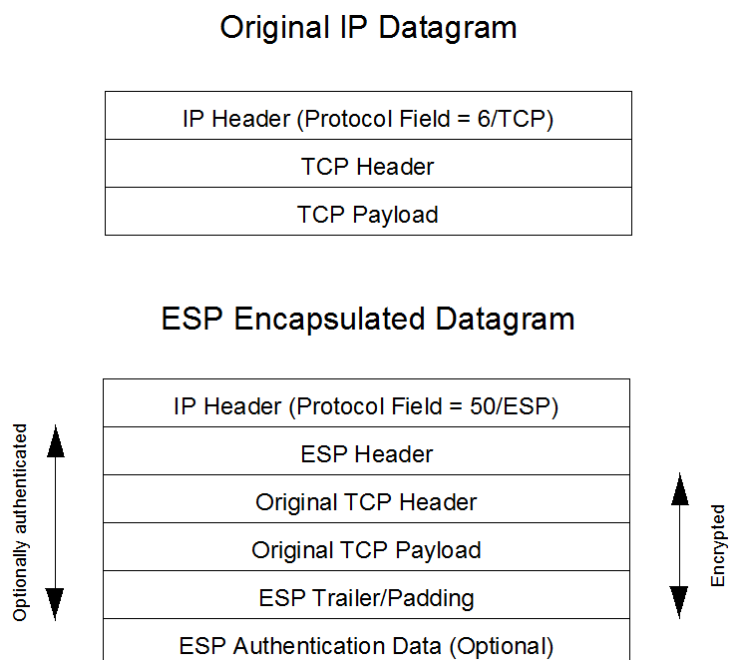 Original IP Datagram
IP Header (Protocol Field = 6/TCP)
TCP Header
TCP Payload
ESP Encapsulated Datagram
IP Header (Protocol Field = 50/ESP)
ESP Header
Original TCP Header
Original TCP Payload
ESP Trailer/Padding
ESP Authentication Data (Optional)
Optionally authenticated
Encrypted